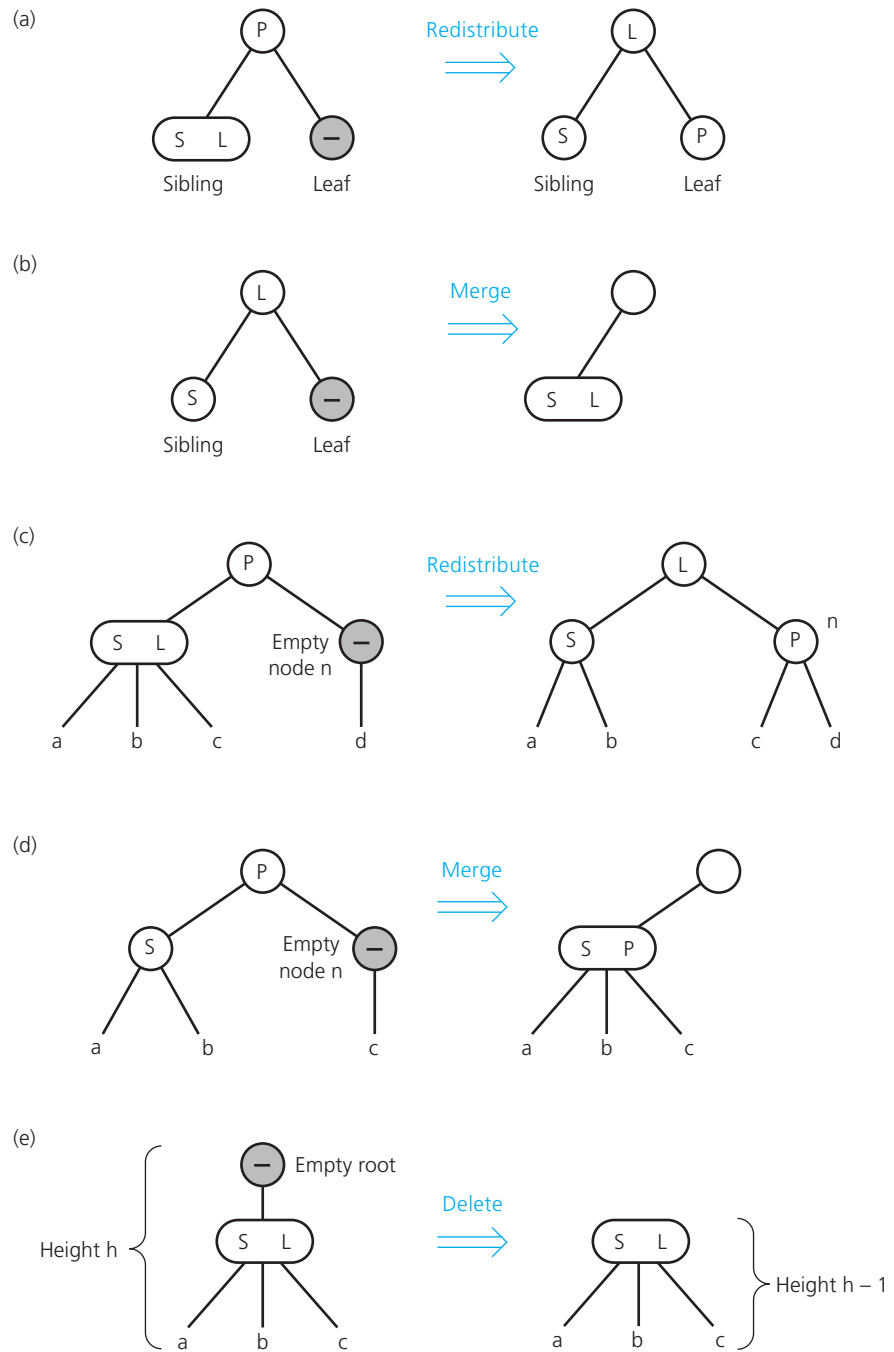 (a)
P
Redistribute
L
S L
–
S
P
Sibling
Leaf
Sibling
Leaf
(b)
L
Merge
S
–
S L
Sibling
Leaf
(c)
P
Redistribute
L
S L
Empty
node n
–
S
P
n
a
b
c
d
a
b
c
d
(d)
P
Merge
S
Empty
node n
–
S P
a
b
c
a
b
c
(e)
–
Empty root
Delete
Height h
S L
S L
Height h – 1
a
b
c
a
b
c